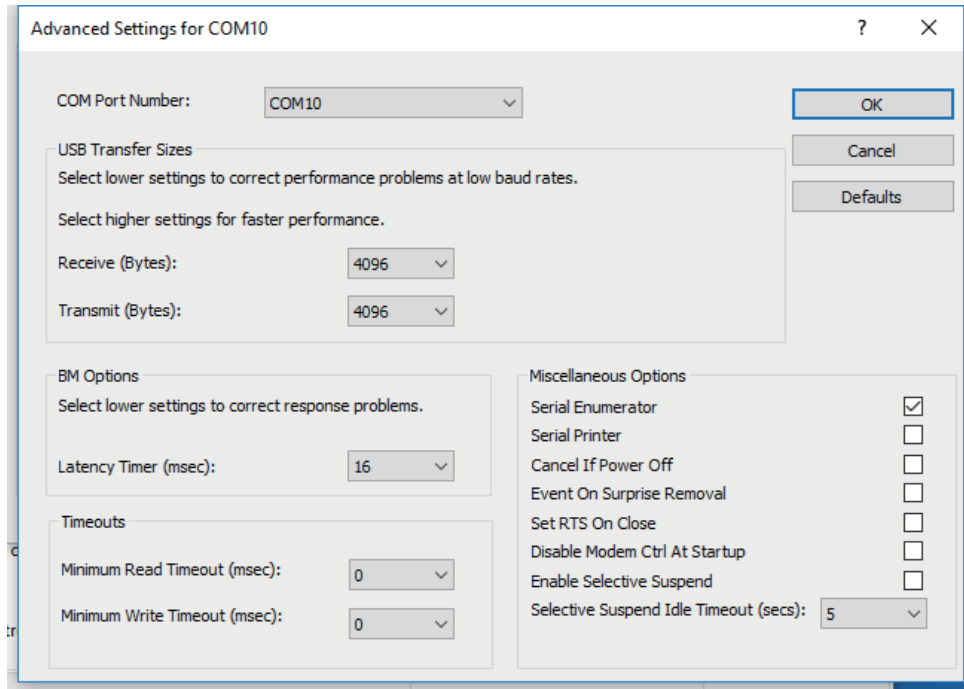 Advanced Settings for COM10
?
COM Port Number:
COM10
OK
Cancel
Defaults
USB Transfer Sizes
Select lower settings to correct performance problems at low baud rates.
Select higher settings for faster performance.
Receive (Bytes):
4096
Transmit (Bytes):
4096
BM Options
Select lower settings to correct response problems.
Latency Timer (msec):
16
Timeouts
Minimum Read Timeout (msec):
0
Minimum Write Timeout (msec):
0
Miscellaneous Options
Serial Enumerator
Serial Printer
Cancel If Power Off
Event On Surprise Removal
Set RTS On Close
Disable Modem Ctrl At Startup
Enable Selective Suspend
Selective Suspend Idle Timeout (secs):
5